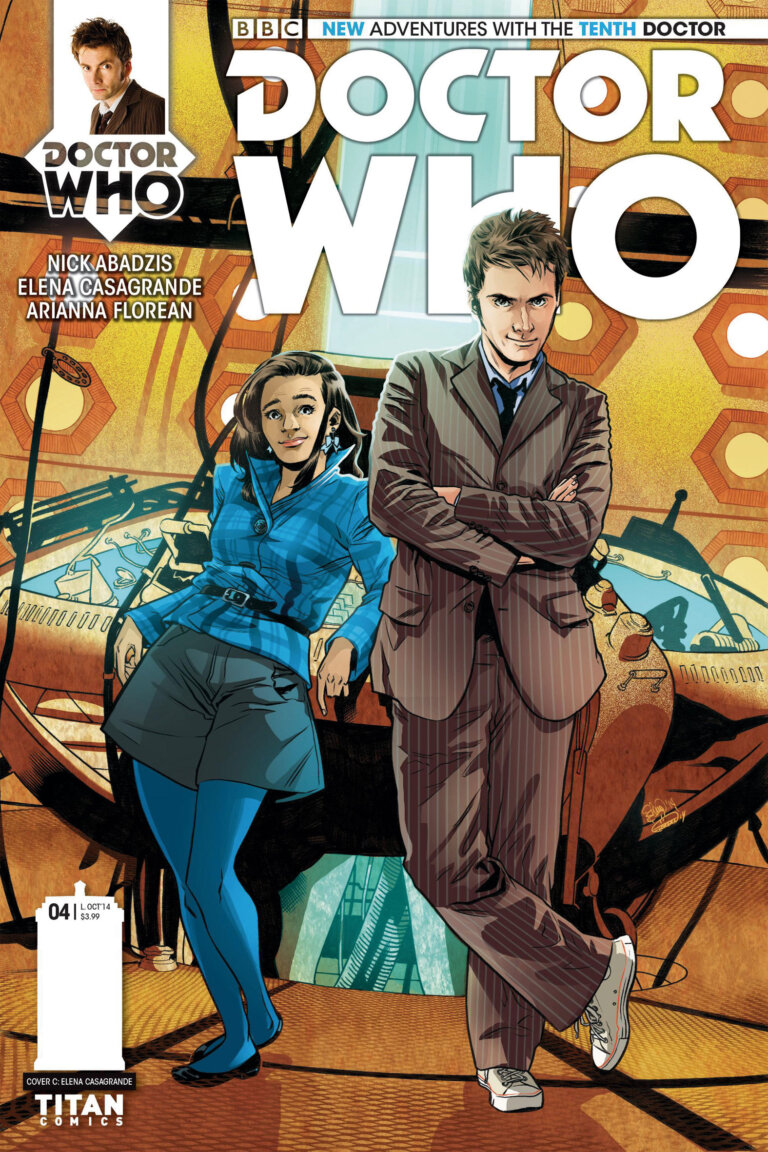 BBC NEW ADVENTURES WITH THE TENTH DOCTOR
DOCTOR
WHO
DOCTOR
WHO
NICK ABADZIS
ELENA CASAGRANDE
ARIANNA FLOREAN
04 | L OCT'14
$3.99
COVER C: ELENA CASAGRANDE
TITAN
COMICS